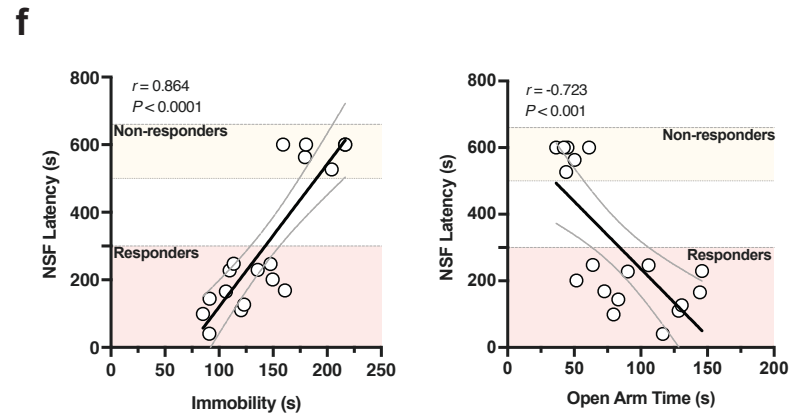 f
r = 0.864
P < 0.0001
Non-responders
Responders
800
600
400
200
0
0 50 100 150 200 250
NSF Latency (s)
Immobility (s)
r = -0.723
P < 0.001
Non-responders
Responders
800
600
400
200
0
0 50 100 150 200
NSF Latency (s)
Open Arm Time (s)